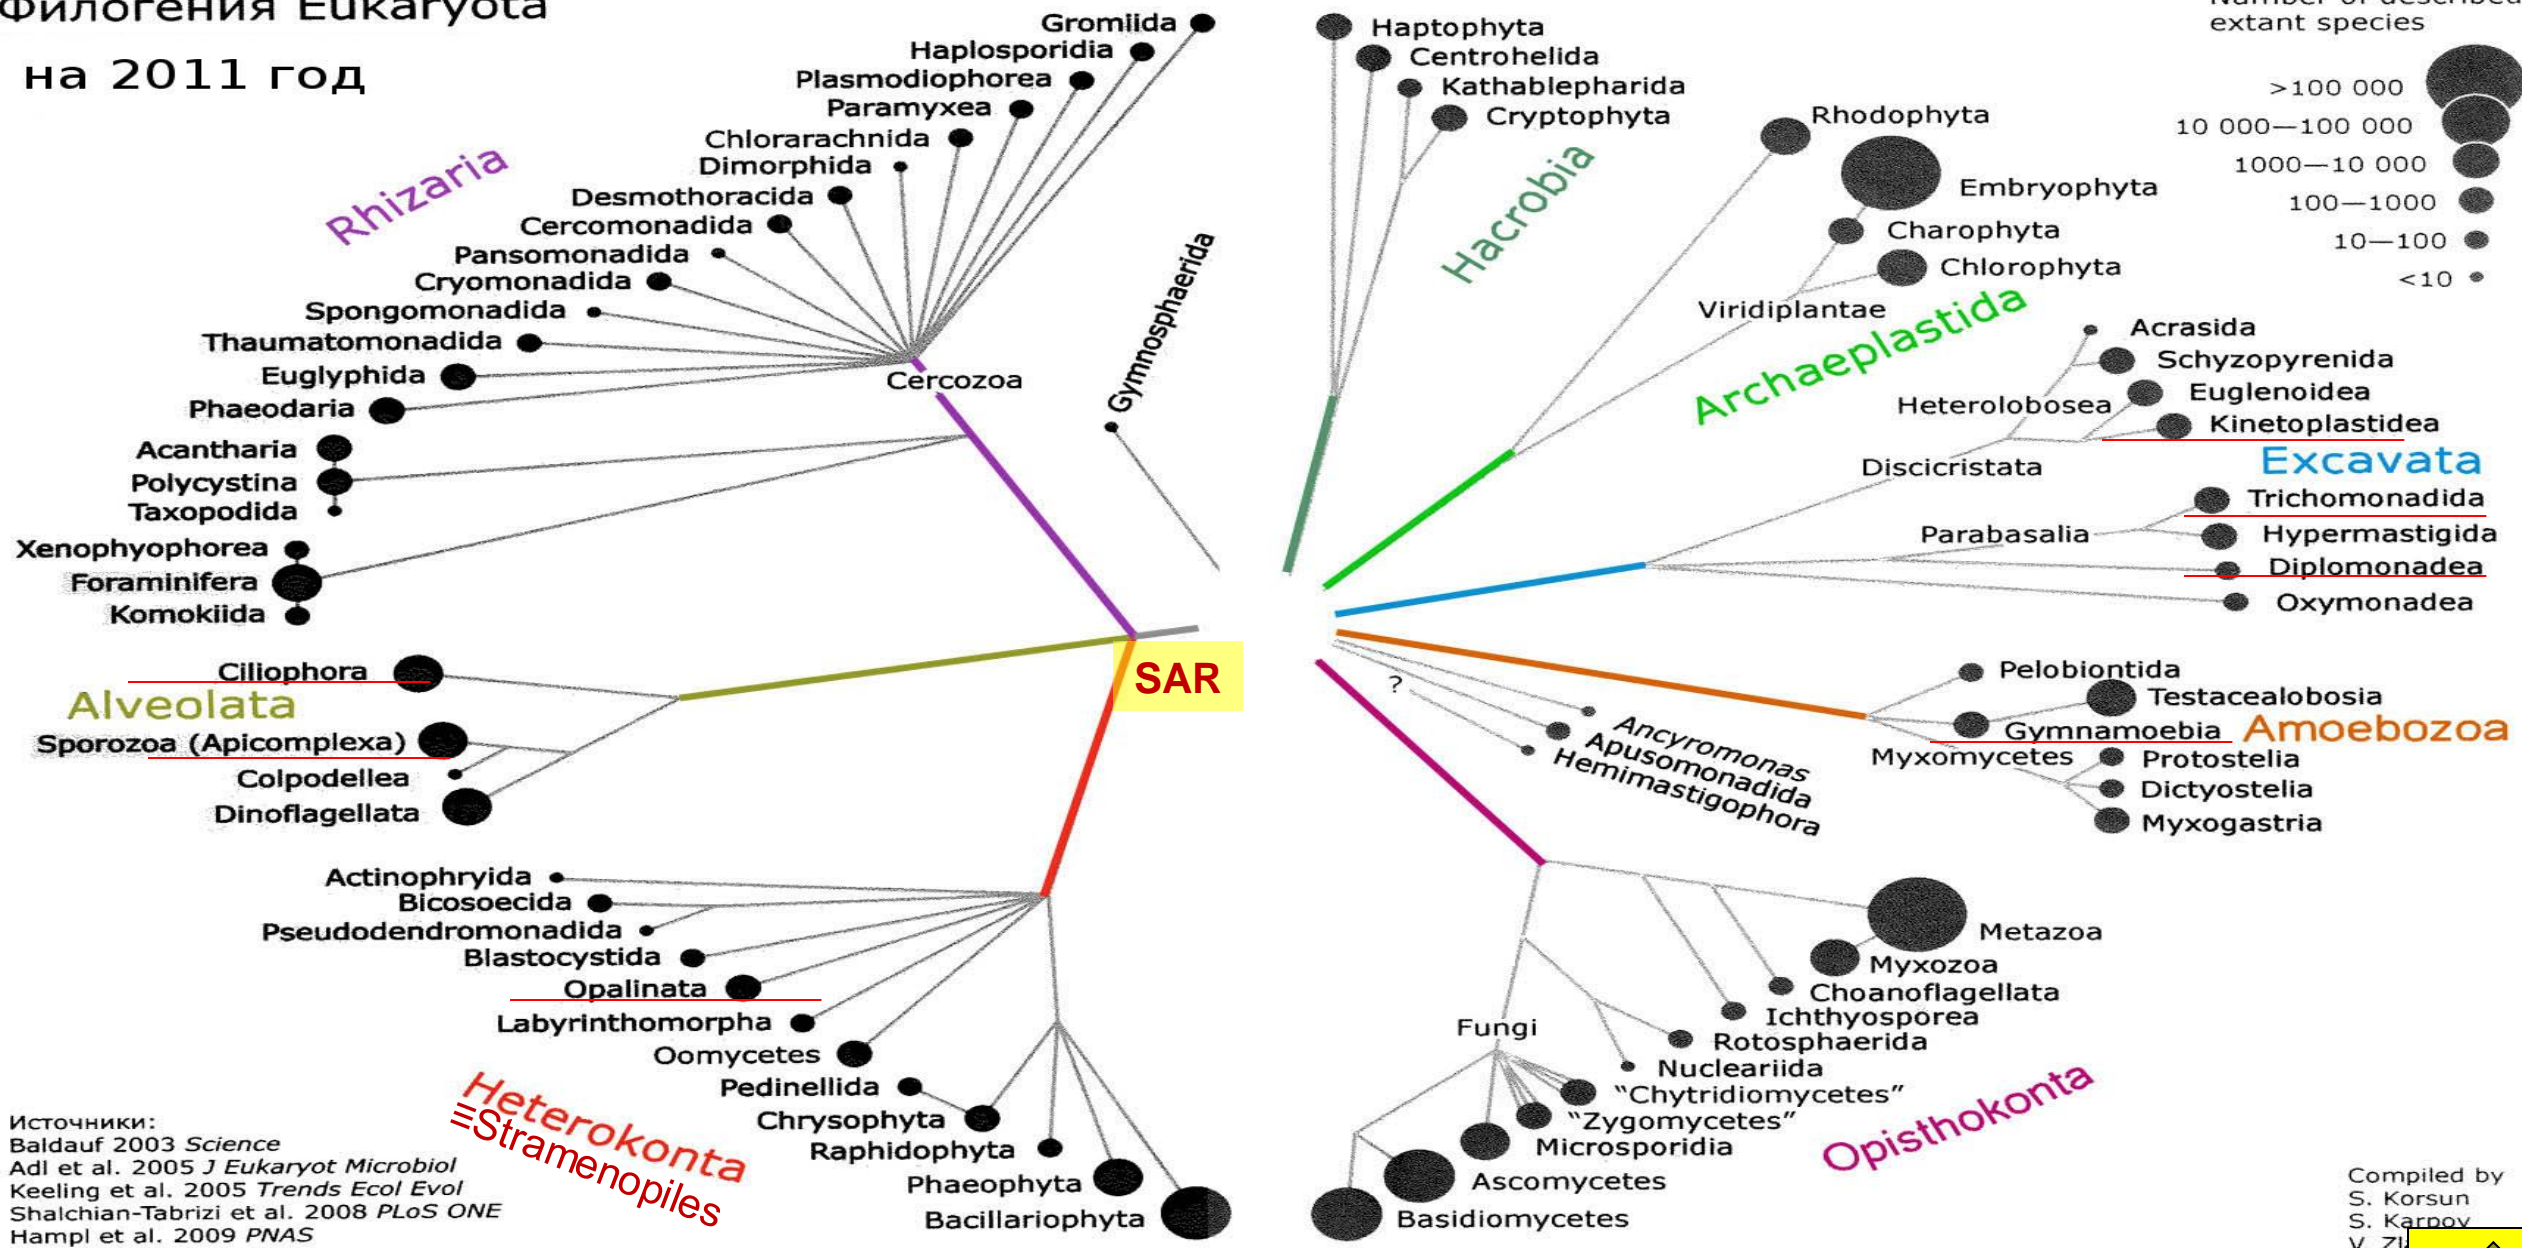 Филогения Eukaryota
на 2011 год
Rhizaria
Gromiida
Haplosporidia
Plasmodiophorea
Paramyxea
Chlorarachnida
Dimorphida
Desmothoracida
Cercomonadida
Pansomonadida
Cryomonadida
Spongomonadida
Thaumatomonadida
Euglyphida
Phaeodaria
Cercozoa
Acantharia
Polycystina
Taxopodida
Xenophyophorea
Foraminifera
Komokiida
Gymnosphaerida
SAR
Ciliophora
Alveolata
Sporozoa (Apicomplexa)
Colpodellea
Dinoflagellata
Actinophryida
Bicosoecida
Pseudodendromonadida
Blastocystida
Opalinata
Labyrinthomorpha
Oomycetes
Pedinellida
Chrysophyta
Raphidophyta
Phaeophyta
Bacillariophyta
Heterokonta
≡Stramenopiles
Источники:
Baldauf 2003 Science
Adl et al. 2005 J Eukaryot Microbiol
Keeling et al. 2005 Trends Ecol Evol
Shalchian-Tabrizi et al. 2008 PLoS ONE
Hampl et al. 2009 PNAS
Haptophyta
Centrohelida
Kathablepharida
Cryptophyta
Hacrobia
Rhodophyta
Embryophyta
Charophyta
Chlorophyta
Viridiplantae
Archaeplastida
Number of described
extant species
>100 000
10 000—100 000
1000—10 000
100—1000
10—100
<10
Acrasida
Schyzopyrenida
Euglenoidea
Heterolobosea
Kinetoplastidea
Discicristata
Excavata
Trichomonadida
Parabasalia
Hypermastigida
Diplomonadea
Oxymonadea
Pelobiontida
Testacealobosia
Gymnamoebia
Amoebozoa
Myxomycetes
Protostelia
Dictyostelia
Myxogastria
?
Ancyromonas
Apusomonadida
Hemimastigophora
Metazoa
Myxozoa
Choanoflagellata
Ichthyosporea
Fungi
Rotosphaerida
Nucleariida
“Chytridiomycetes”
“Zygomycetes”
Microsporidia
Ascomycetes
Basidiomycetes
Opisthokonta
Compiled by
S. Korsun
S. Karpov